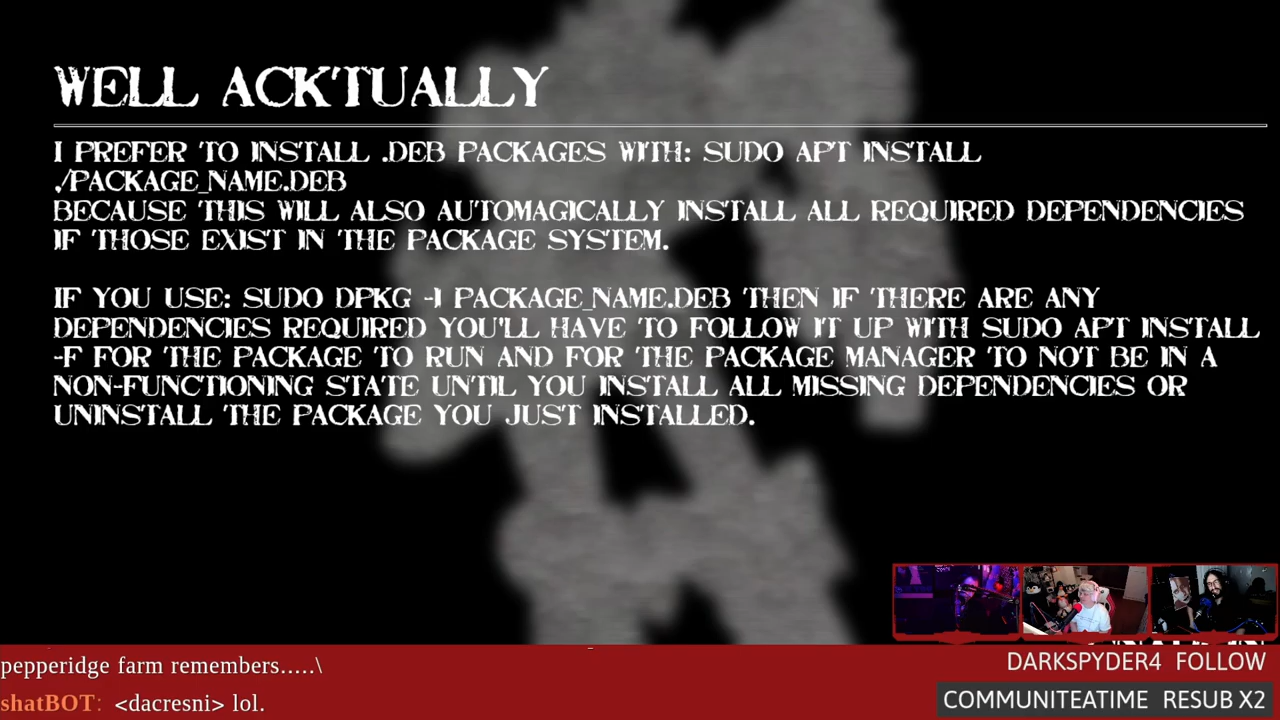 WELL ACK'TUALLY
I PREFER TO INSTALL .DEB PACKAGES WITH: SUDO APT INSTALL
./PACKAGE_NAME.DEB
BECAUSE THIS WILL ALSO AUTOMAGICALLY INSTALL ALL REQUIRED DEPENDENCIES
IF THOSE EXIST IN THE PACKAGE SYSTEM.
IF YOU USE: SUDO DPKG -I PACKAGE_NAME.DEB THEN IF THERE ARE ANY
DEPENDENCIES REQUIRED YOU'LL HAVE TO FOLLOW IT UP WITH SUDO APT INSTALL
-F FOR THE PACKAGE TO RUN AND FOR THE PACKAGE MANAGER TO NOT BE IN A
NON-FUNCTIONING STATE UNTIL YOU INSTALL ALL MISSING DEPENDENCIES OR
UNINSTALL THE PACKAGE YOU JUST INSTALLED.
pepperidge farm remembers.....\
shatBOT: <dacresni> lol.
DARKSPYDER4 FOLLOW
COMMUNITEATIME RESUB X2